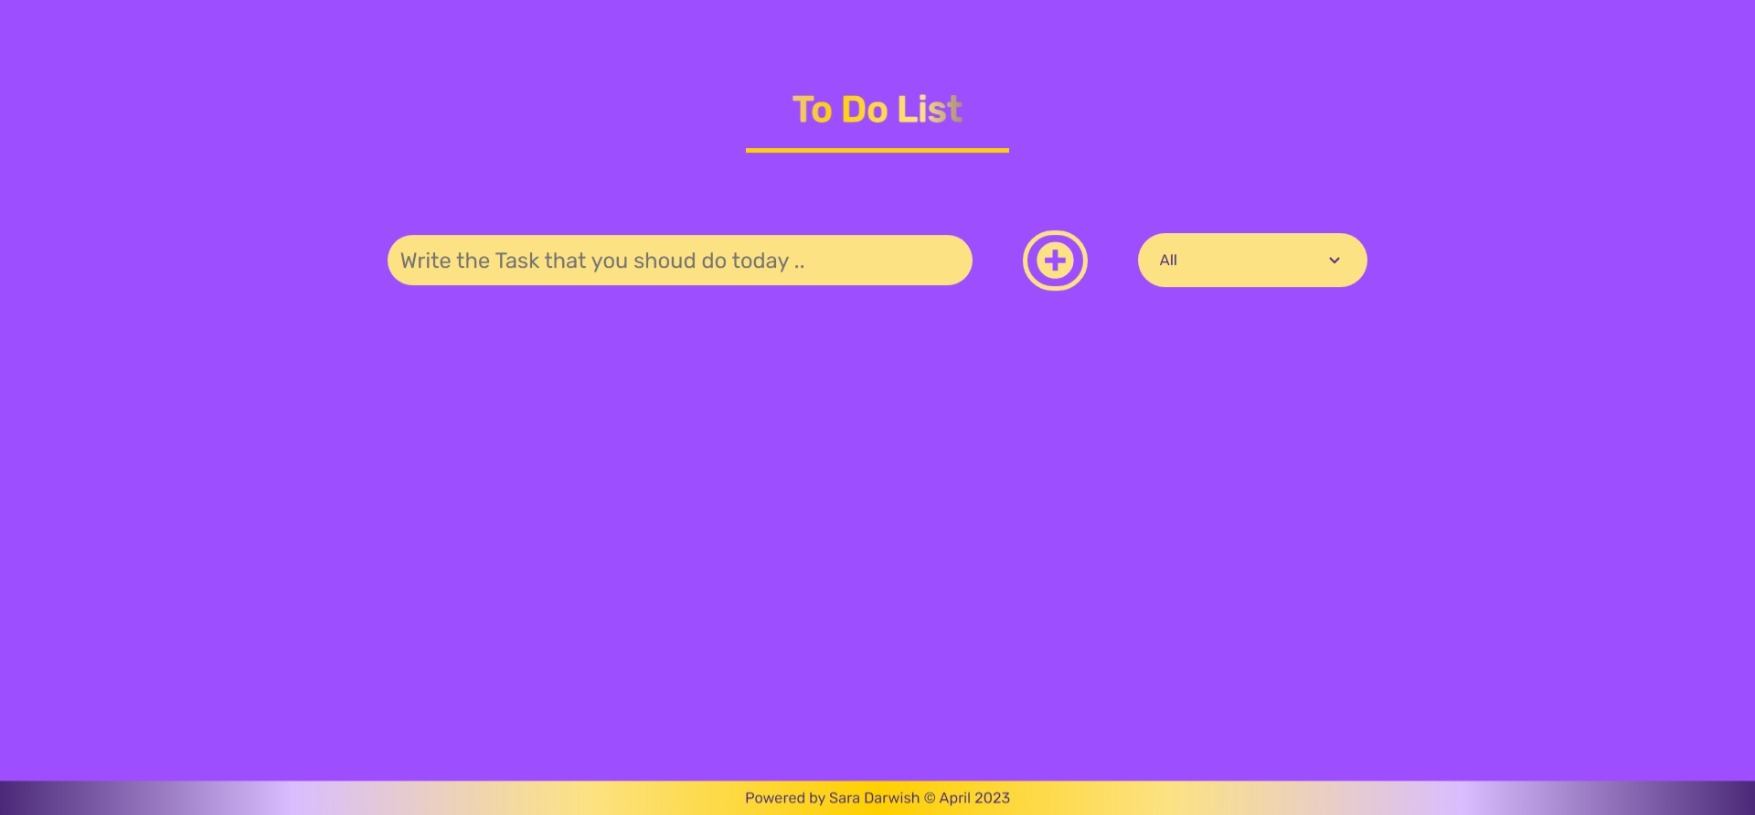 To Do List
Write the Task that you shoud do today ..
All
Powered by Sara Darwish © April 2023